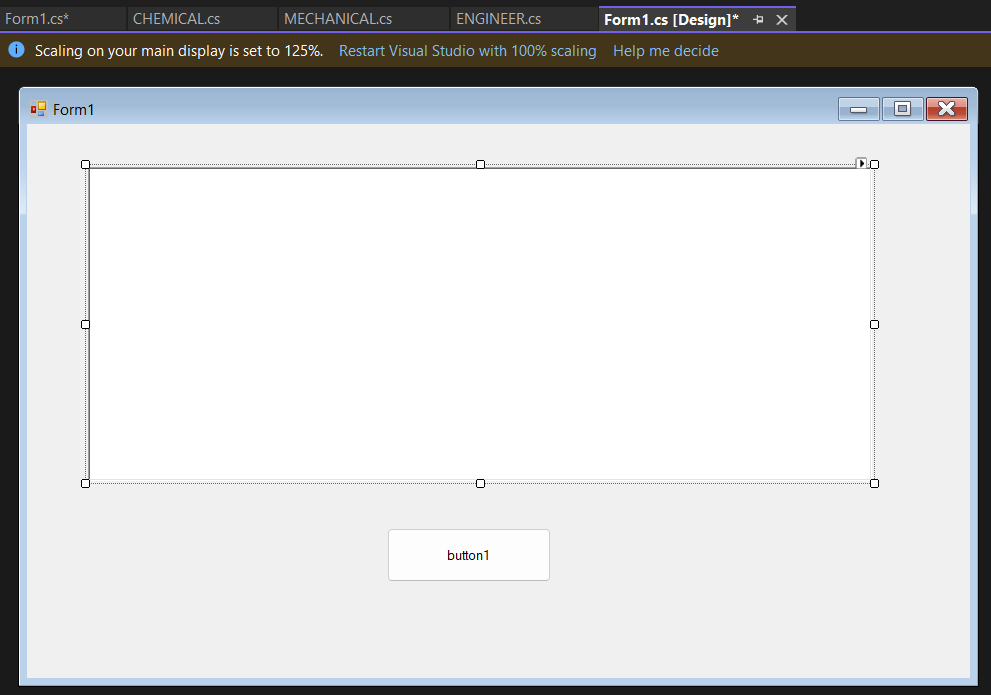 Form1.cs* CHEMICAL.cs MECHANICAL.cs ENGINEER.cs Form1.cs [Design]*
Scaling on your main display is set to 125%. Restart Visual Studio with 100% scaling Help me decide
Form1
button1